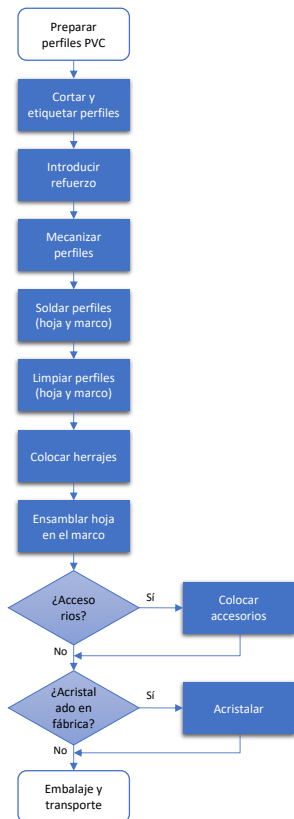 Preparar
perfiles PVC
Cortar y
etiquetar perfiles
Introducir
refuerzo
Mecanizar
perfiles
Soldar perfiles
(hoja y marco)
Limpiar perfiles
(hoja y marco)
Colocar herrajes
Ensamblar hoja
en el marco
¿Acceso
rios?
Sí
Colocar
accesorios
No
¿Acristal
ado en
fábrica?
Sí
Acristalar
No
Embalaje y
transporte